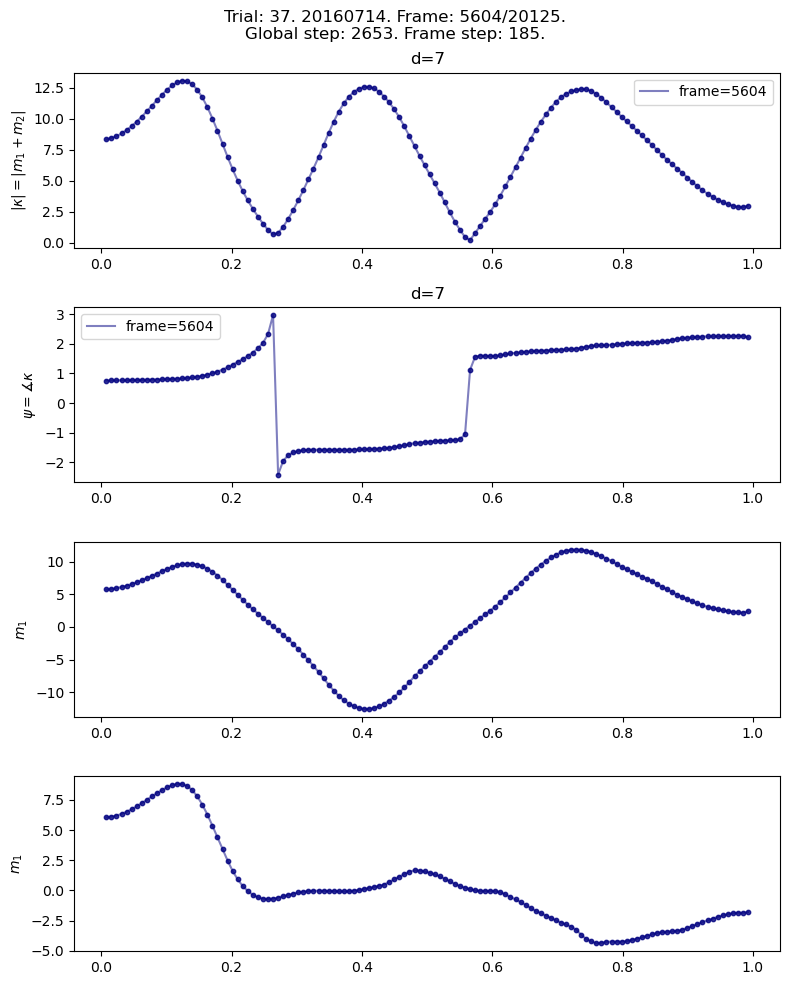 Trial: 37. 20160714. Frame: 5604/20125.
Global step: 2653. Frame step: 185.
d=7
|κ| = |m₁ + m₂|
12.5
10.0
7.5
5.0
2.5
0.0
frame=5604
0.0 0.2 0.4 0.6 0.8 1.0
d=7
ψ = ∡κ
3
2
1
0
−1
−2
frame=5604
0.0 0.2 0.4 0.6 0.8 1.0
m₁
10
5
0
−5
−10
0.0 0.2 0.4 0.6 0.8 1.0
m₁
7.5
5.0
2.5
0.0
−2.5
−5.0
0.0 0.2 0.4 0.6 0.8 1.0